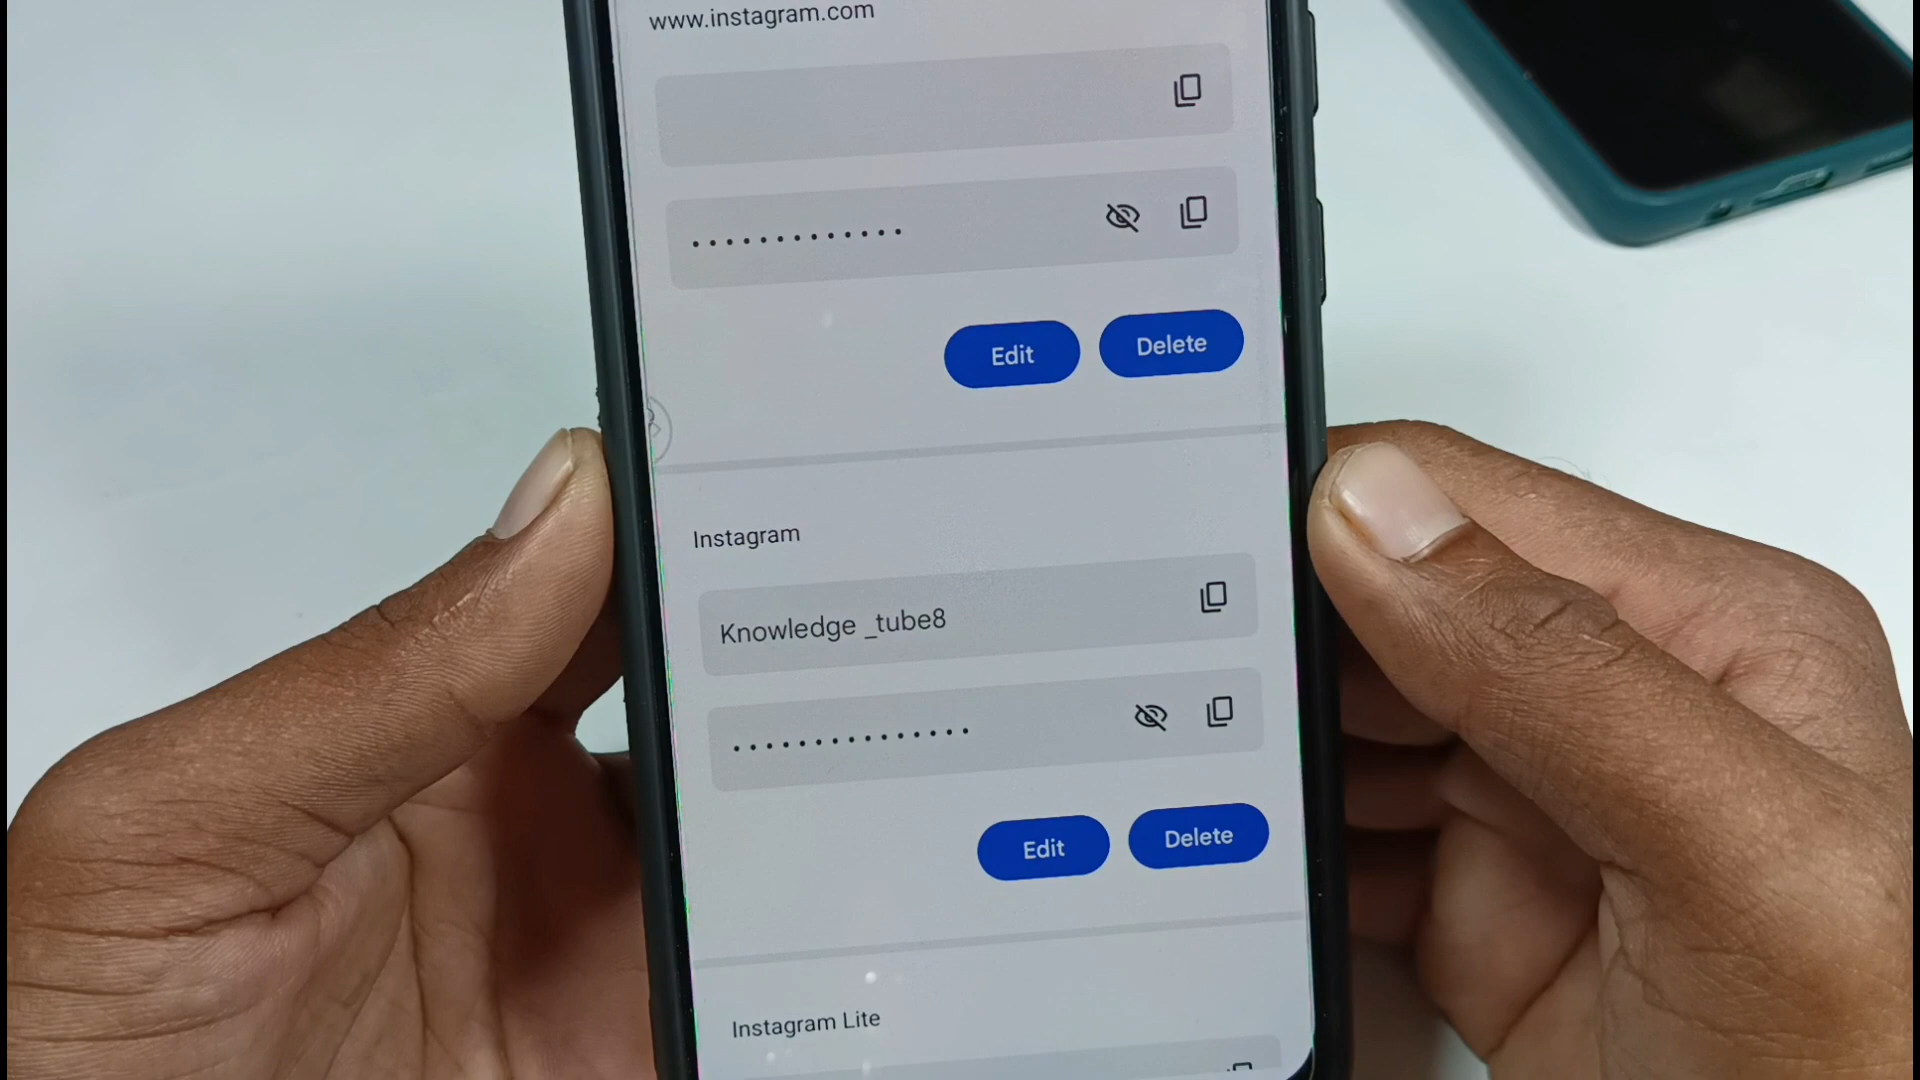 www.instagram.com
•••••••••••••
Edit Delete
Instagram
Knowledge _tube8
•••••••••••••••
Edit Delete
Instagram Lite